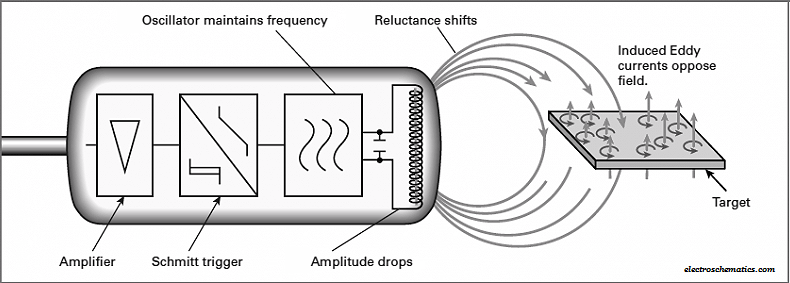 Oscillator maintains frequency
Reluctance shifts
Induced Eddy
currents oppose
field.
Target
Amplifier
Schmitt trigger
Amplitude drops
electroschematics.com